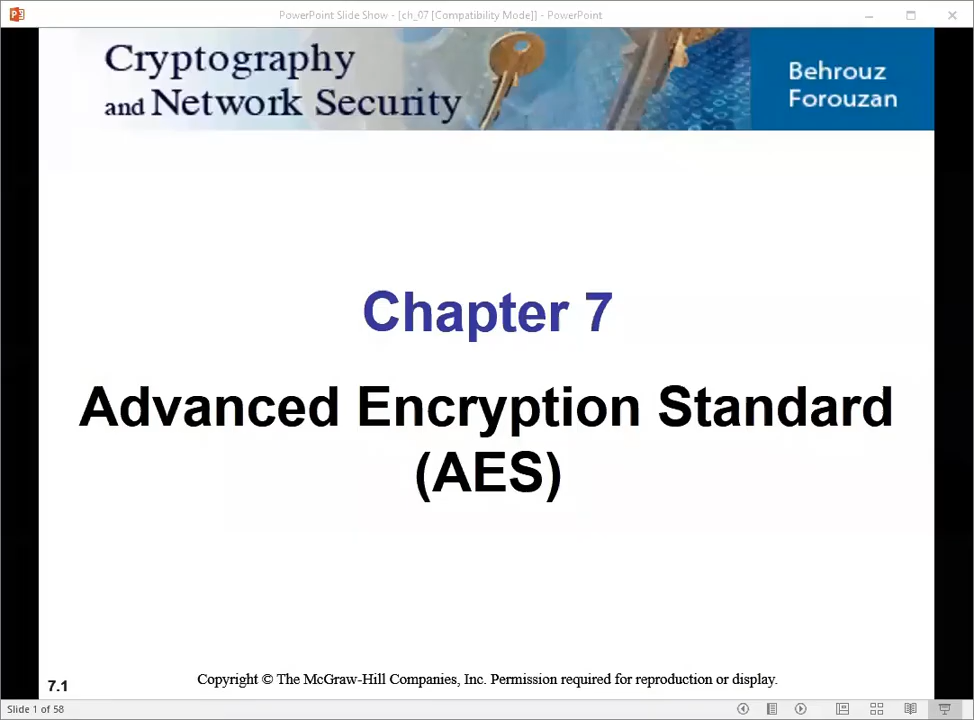 PowerPoint Slide Show - [ch_07 [Compatibility Mode]] - PowerPoint
Cryptography
and Network Security
Behrouz
Forouzan
Chapter 7
Advanced Encryption Standard
(AES)
7.1
Copyright © The McGraw-Hill Companies, Inc. Permission required for reproduction or display.
Slide 1 of 58